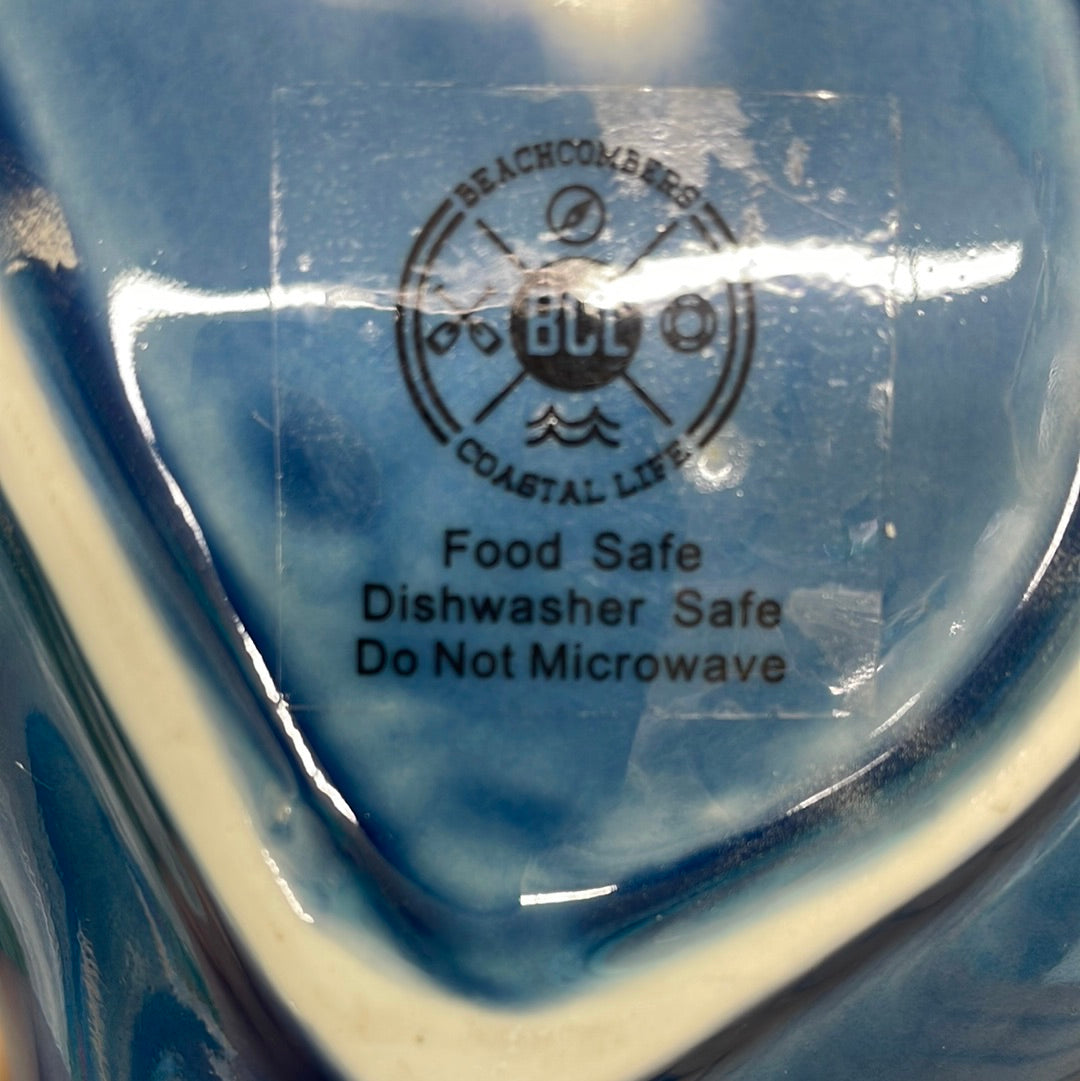 BEACHCOMBERS
BCL
COASTAL LIFE
Food Safe
Dishwasher Safe
Do Not Microwave